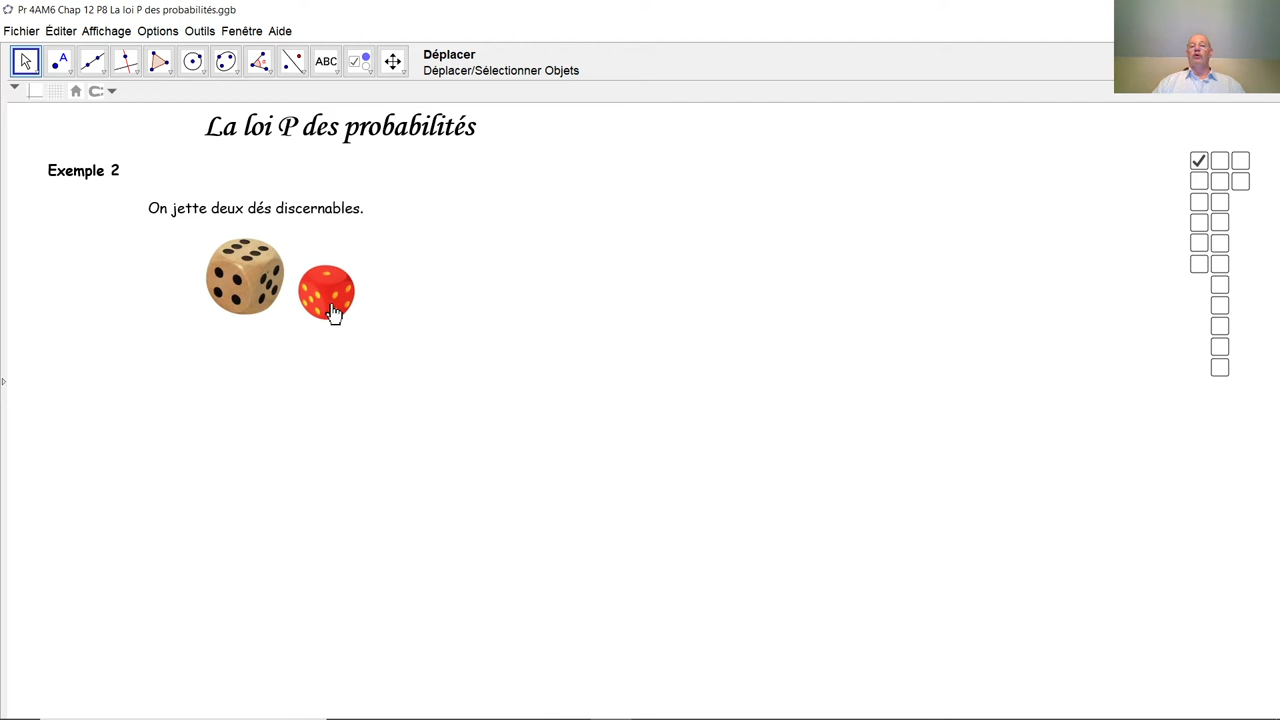 Pr 4AM6 Chap 12 P8 La loi P des probabilités.ggb
Fichier Éditer Affichage Options Outils Fenêtre Aide
ABC
Déplacer
Déplacer/Sélectionner Objets
La loi P des probabilités
Exemple 2
On jette deux dés discernables.